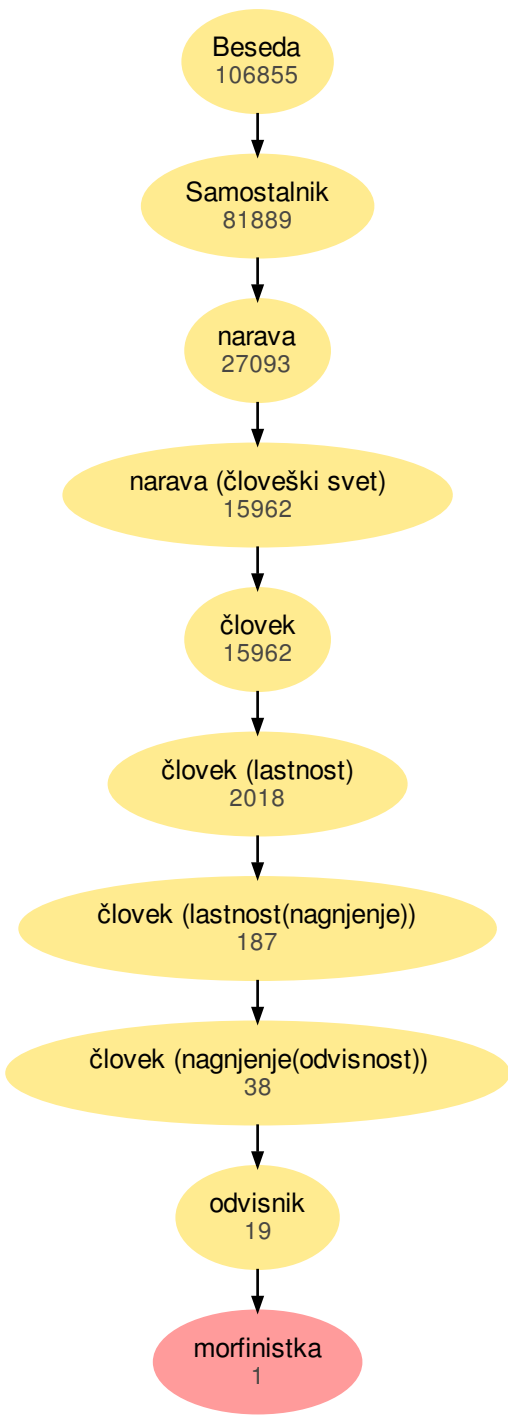 Beseda
106855
Samostalnik
81889
narava
27093
narava (človeški svet)
15962
človek
15962
človek (lastnost)
2018
človek (lastnost(nagnjenje))
187
človek (nagnjenje(odvisnost))
38
odvisnik
19
morfinistka
1